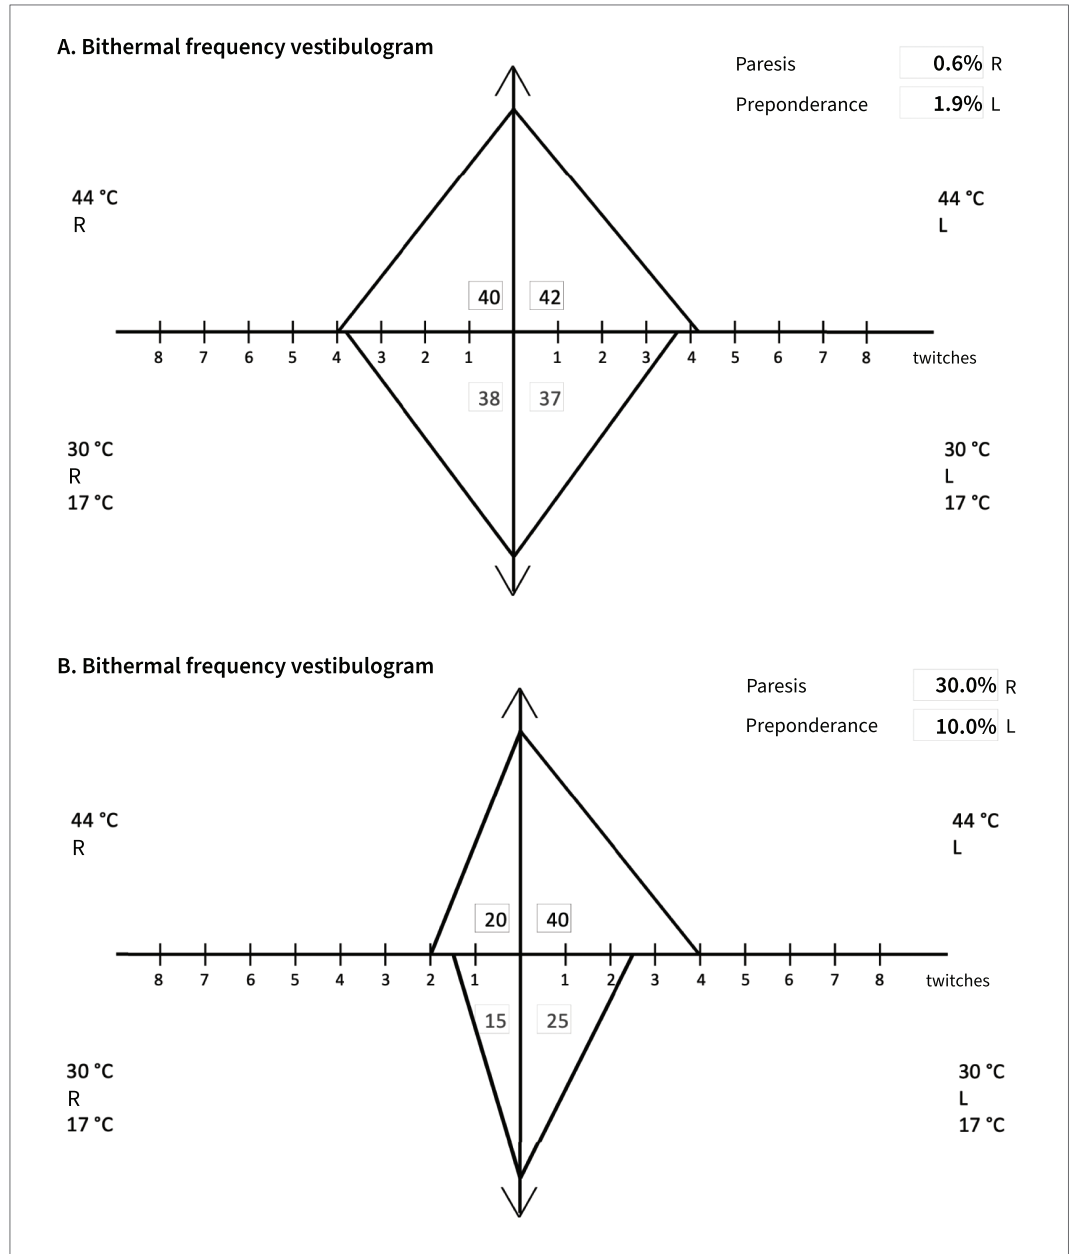 A. Bithermal frequency vestibulogram
Paresis 0.6% R
Preponderance 1.9% L
44 °C 44 °C
R L
40 42
8 7 6 5 4 3 2 1 1 2 3 4 5 6 7 8 twitches
38 37
30 °C 30 °C
R L
17 °C 17 °C
B. Bithermal frequency vestibulogram
Paresis 30.0% R
Preponderance 10.0% L
44 °C 44 °C
R L
20 40
8 7 6 5 4 3 2 1 1 2 3 4 5 6 7 8 twitches
15 25
30 °C 30 °C
R L
17 °C 17 °C